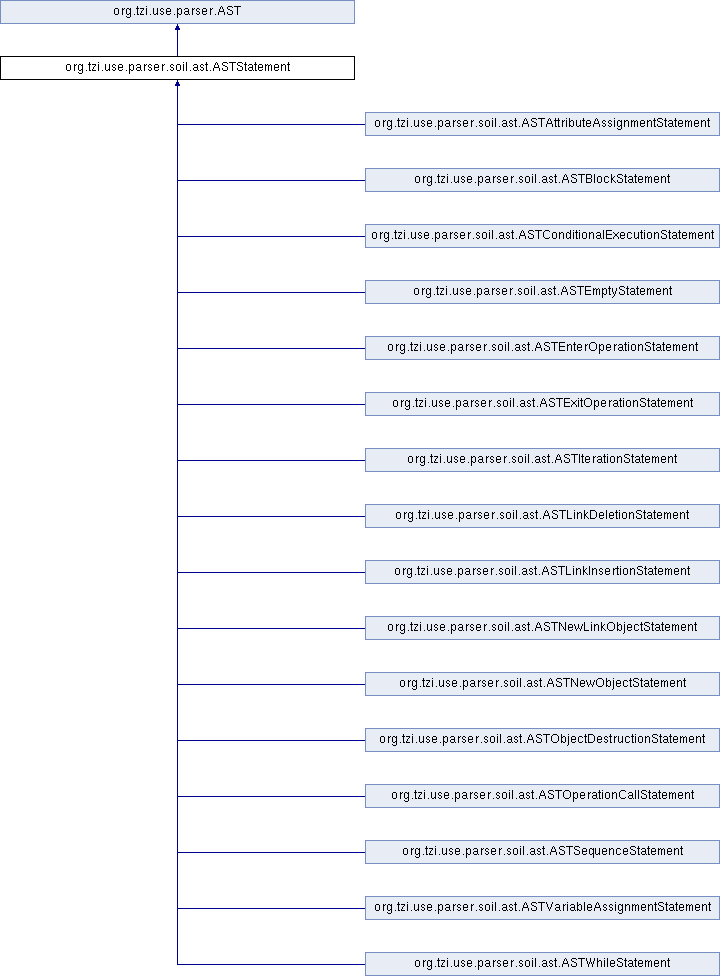 org.tzi.use.parser.AST
org.tzi.use.parser.soil.ast.ASTStatement
org.tzi.use.parser.soil.ast.ASTAttributeAssignmentStatement
org.tzi.use.parser.soil.ast.ASTBlockStatement
org.tzi.use.parser.soil.ast.ASTConditionalExecutionStatement
org.tzi.use.parser.soil.ast.ASTEmptyStatement
org.tzi.use.parser.soil.ast.ASTEnterOperationStatement
org.tzi.use.parser.soil.ast.ASTExitOperationStatement
org.tzi.use.parser.soil.ast.ASTIterationStatement
org.tzi.use.parser.soil.ast.ASTLinkDeletionStatement
org.tzi.use.parser.soil.ast.ASTLinkInsertionStatement
org.tzi.use.parser.soil.ast.ASTNewLinkObjectStatement
org.tzi.use.parser.soil.ast.ASTNewObjectStatement
org.tzi.use.parser.soil.ast.ASTObjectDestructionStatement
org.tzi.use.parser.soil.ast.ASTOperationCallStatement
org.tzi.use.parser.soil.ast.ASTSequenceStatement
org.tzi.use.parser.soil.ast.ASTVariableAssignmentStatement
org.tzi.use.parser.soil.ast.ASTWhileStatement